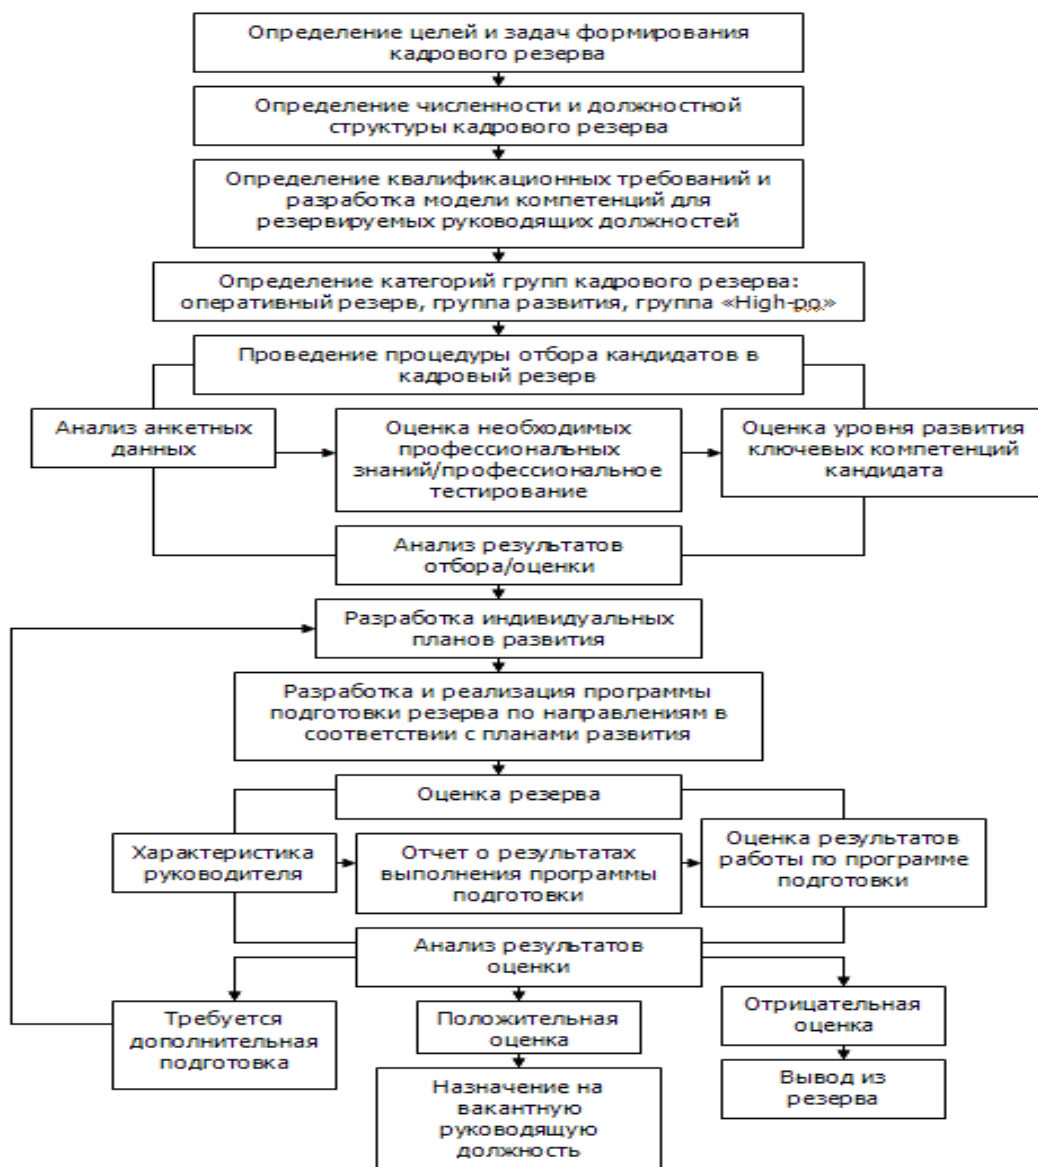 Определение целей и задач формирования
кадрового резерва
Определение численности и должностной
структуры кадрового резерва
Определение квалификационных требований и
разработка модели компетенций для
резервируемых руководящих должностей
Определение категорий групп кадрового резерва:
оперативный резерв, группа развития, группа «High-po»
Проведение процедуры отбора кандидатов в
кадровый резерв
Анализ анкетных
данных
Оценка необходимых
профессиональных
знаний/профессиональное
тестирование
Оценка уровня развития
ключевых компетенций
кандидата
Анализ результатов
отбора/оценки
Разработка индивидуальных
планов развития
Разработка и реализация программы
подготовки резерва по направлениям в
соответствии с планами развития
Оценка резерва
Характеристика
руководителя
Отчет о результатах
выполнения программы
подготовки
Оценка результатов
работы по программе
подготовки
Анализ результатов
оценки
Требуется
дополнительная
подготовка
Положительная
оценка
Отрицательная
оценка
Назначение на
вакантную
руководящую
должность
Вывод из
резерва